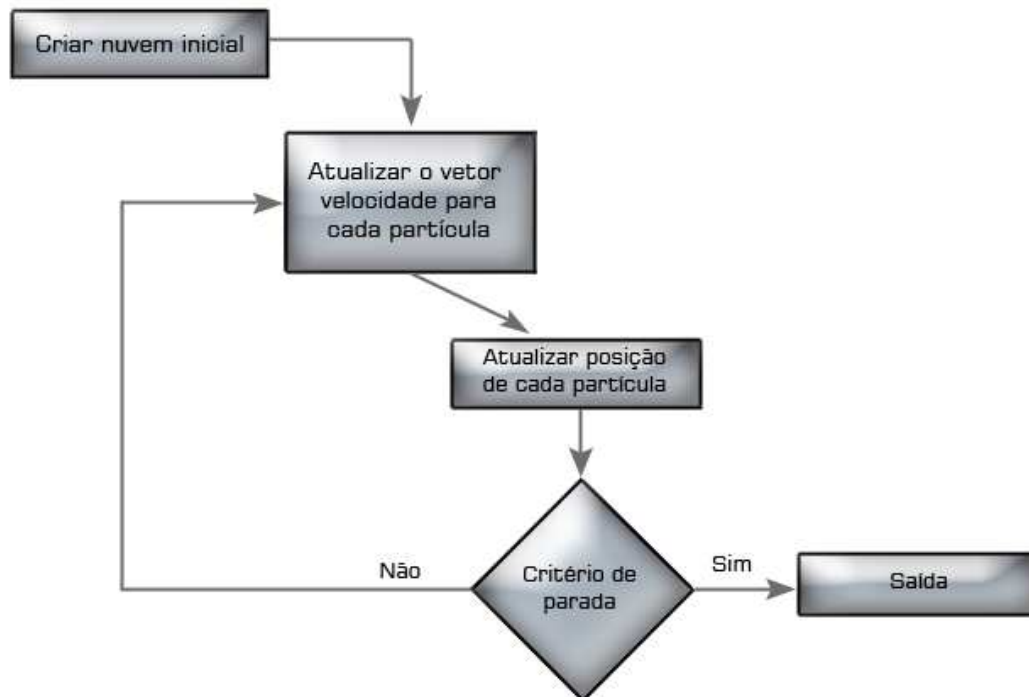 Criar nuvem inicial
Atualizar o vetor
velocidade para
cada partícula
Atualizar posição
de cada partícula
Critério de
parada
Não
Sim
Saída